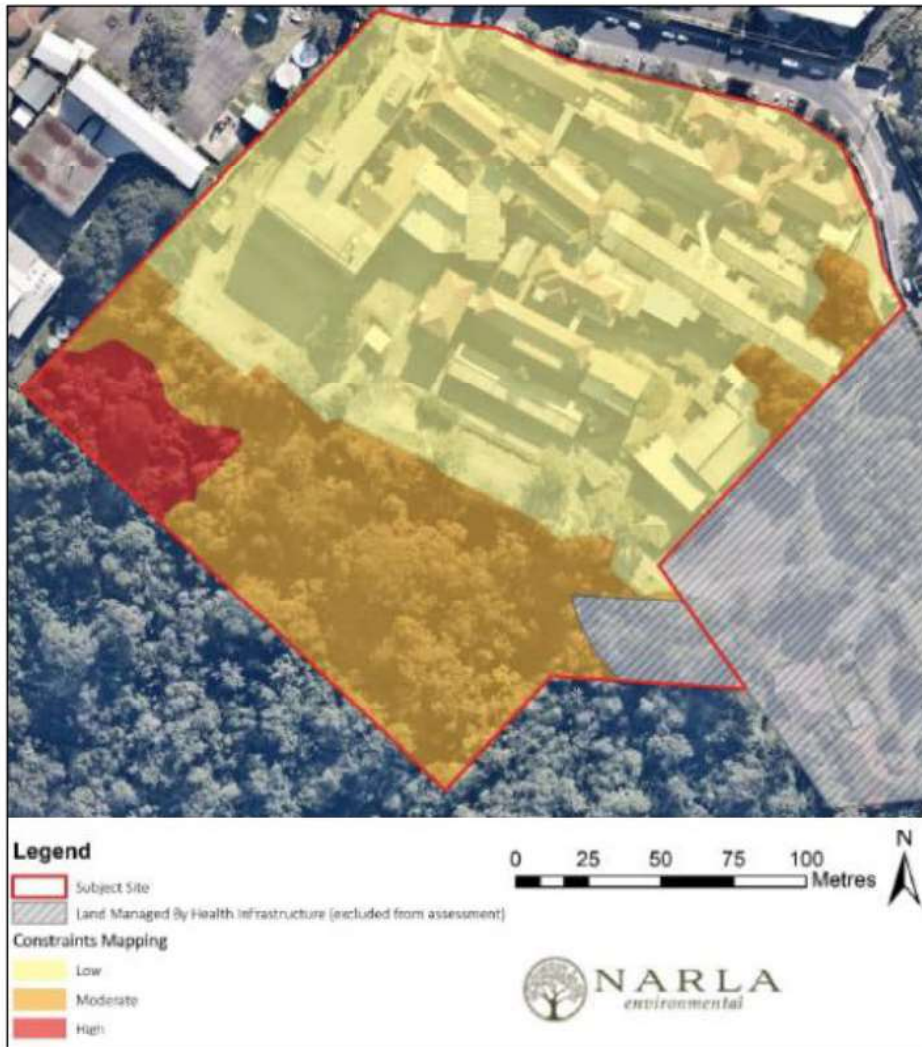 Legend
Subject Site
Land Managed By Health Infrastructure (excluded from assessment)
Constraints Mapping
Low
Moderate
High
0 25 50 75 100
Metres
N
NARLA
environmental